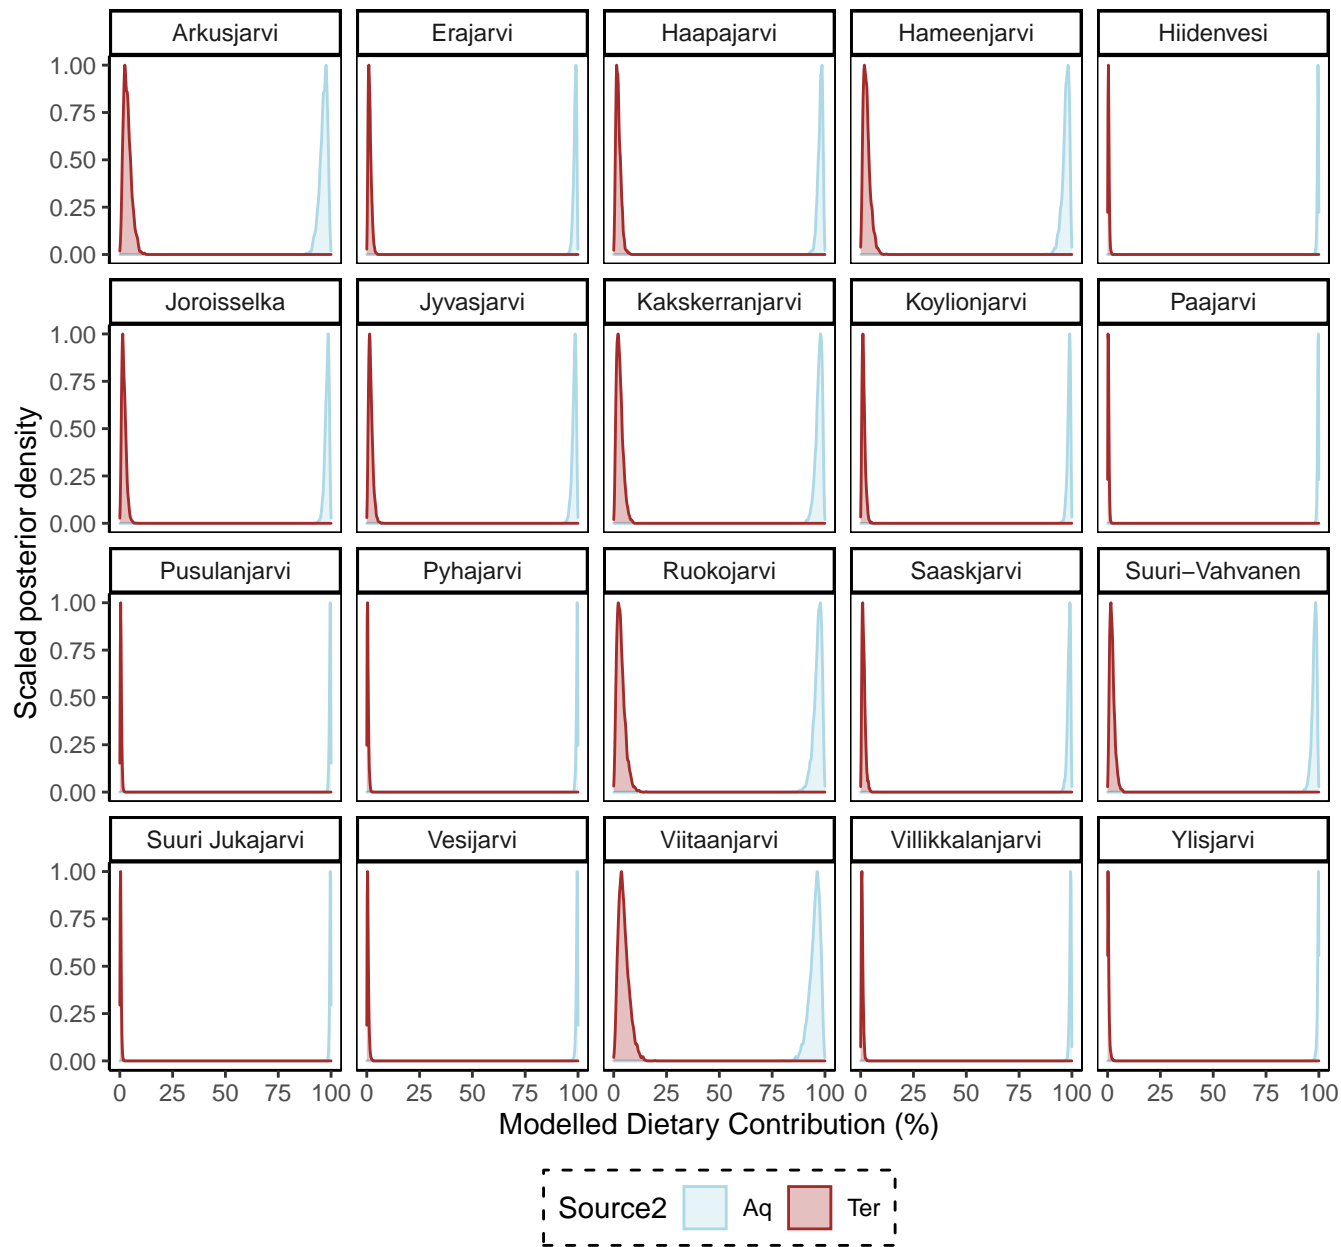 Arkusjarvi Erajarvi Haapajarvi Hameenjarvi Hiidenvesi
1.00
0.75
0.50
0.25
0.00
Joroisselka Jyvasjarvi Kakskerranjarvi Koylionjarvi Paajarvi
1.00
0.75
0.50
0.25
0.00
Scaled posterior density
Pusulanjarvi Pyhajarvi Ruokojarvi Saaskjarvi Suuri−Vahvanen
1.00
0.75
0.50
0.25
0.00
Suuri Jukajarvi Vesijarvi Viitaanjarvi Villikkalanjarvi Ylisjarvi
1.00
0.75
0.50
0.25
0.00
0 25 50 75 100 0 25 50 75 100 0 25 50 75 100 0 25 50 75 100 0 25 50 75 100
Modelled Dietary Contribution (%)
Source2 Aq Ter